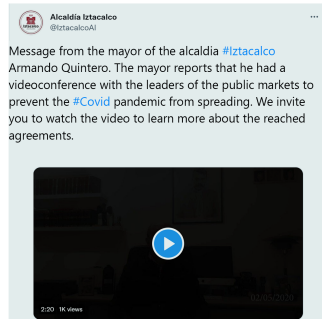 Alcaldía Iztacalco
@IztacalcoAl
Message from the mayor of the alcaldia #Iztacalco
Armando Quintero. The mayor reports that he had a
videoconference with the leaders of the public markets to
prevent the #Covid pandemic from spreading. We invite
you to watch the video to learn more about the reached
agreements.
2:20 1K views